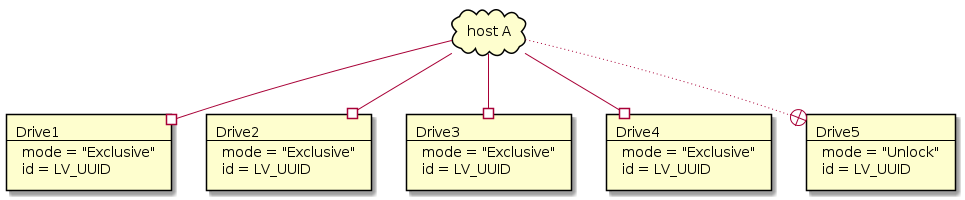 host A
Drive1
mode = "Exclusive"
id = LV_UUID
Drive2
mode = "Exclusive"
id = LV_UUID
Drive3
mode = "Exclusive"
id = LV_UUID
Drive4
mode = "Exclusive"
id = LV_UUID
Drive5
mode = "Unlock"
id = LV_UUID